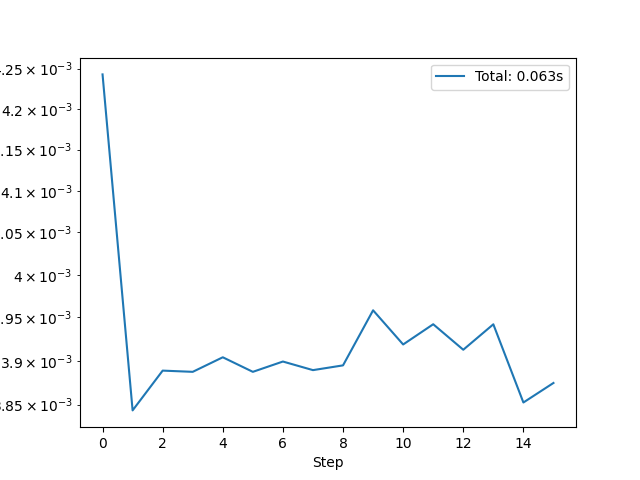 Total: 0.063s
.25 × 10⁻³
4.2 × 10⁻³
.15 × 10⁻³
4.1 × 10⁻³
.05 × 10⁻³
4 × 10⁻³
.95 × 10⁻³
3.9 × 10⁻³
.85 × 10⁻³
0 2 4 6 8 10 12 14
Step